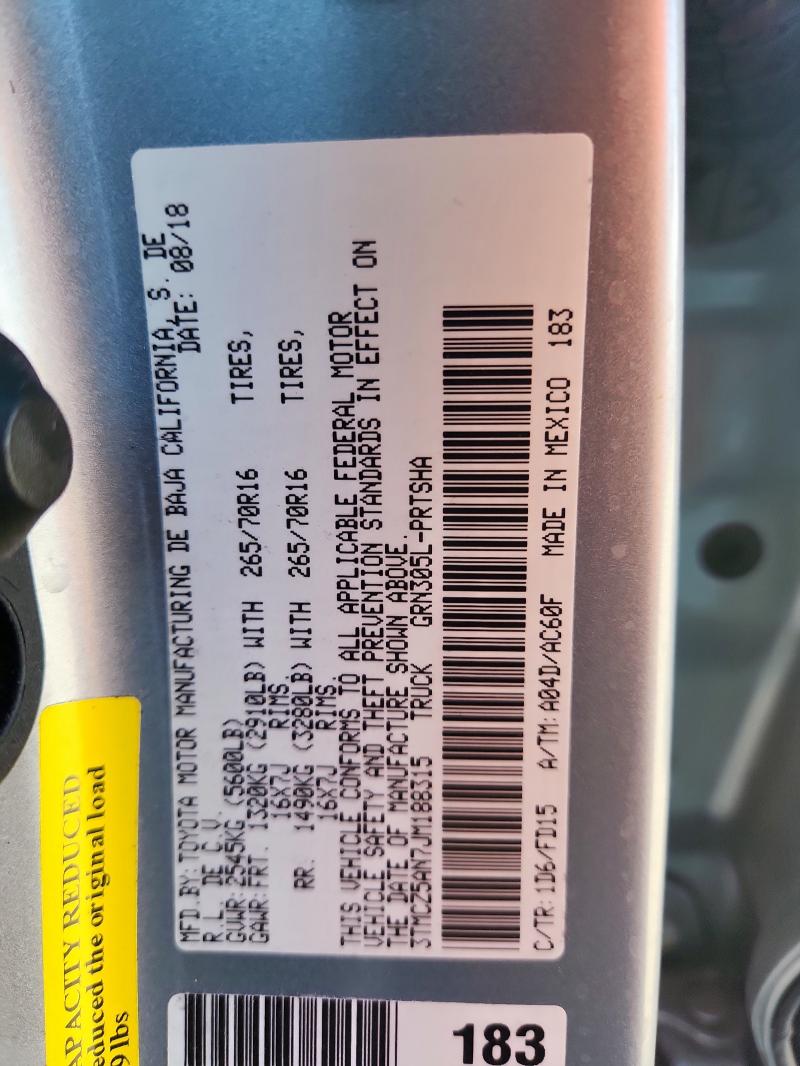 MFD.BY:TOYOTA MOTOR MANUFACTURING DE BAJA CALIFORNIA, S. DE
R.L. DE C.V. DATE: 08/18
GVWR:2545KG (5600LB)
GAWR:FRT. 1320KG (2910LB) WITH 265/70R16 TIRES,
16X7J RIMS.
RR. 1490KG (3280LB) WITH 265/70R16 TIRES,
16X7J RIMS.
THIS VEHICLE CONFORMS TO ALL APPLICABLE FEDERAL MOTOR
VEHICLE SAFETY AND THEFT PREVENTION STANDARDS IN EFFECT ON
THE DATE OF MANUFACTURE SHOWN ABOVE.
3TMCZ5AN7JM188315 TRUCK GRN305L-PRTSHA
C/TR:1D6/FD15 A/TM:A04D/AC60F MADE IN MEXICO 183
APACITY REDUCED
educed the original load
9 lbs
183